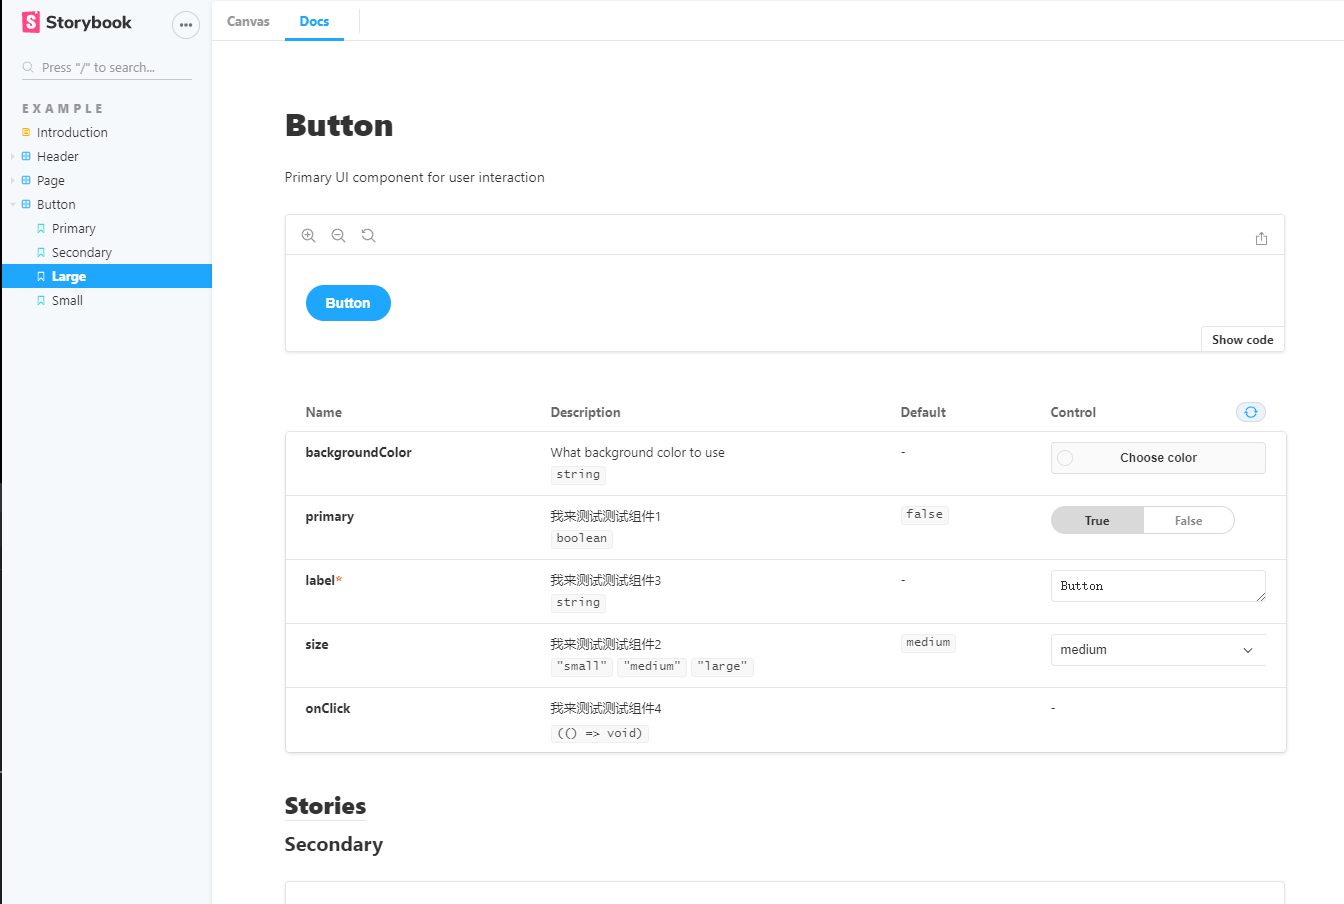 Storybook
Canvas
Docs
Press "/" to search...
EXAMPLE
Introduction
Header
Page
Button
Primary
Secondary
Large
Small
Button
Primary UI component for user interaction
Button
Show code
Name Description Default Control
backgroundColor What background color to use - Choose color
string
primary 我来测试测试组件1 false True False
boolean
label* 我来测试测试组件3 - Button
string
size 我来测试测试组件2 medium medium
"small" "medium" "large"
onClick 我来测试测试组件4 -
(() => void)
Stories
Secondary